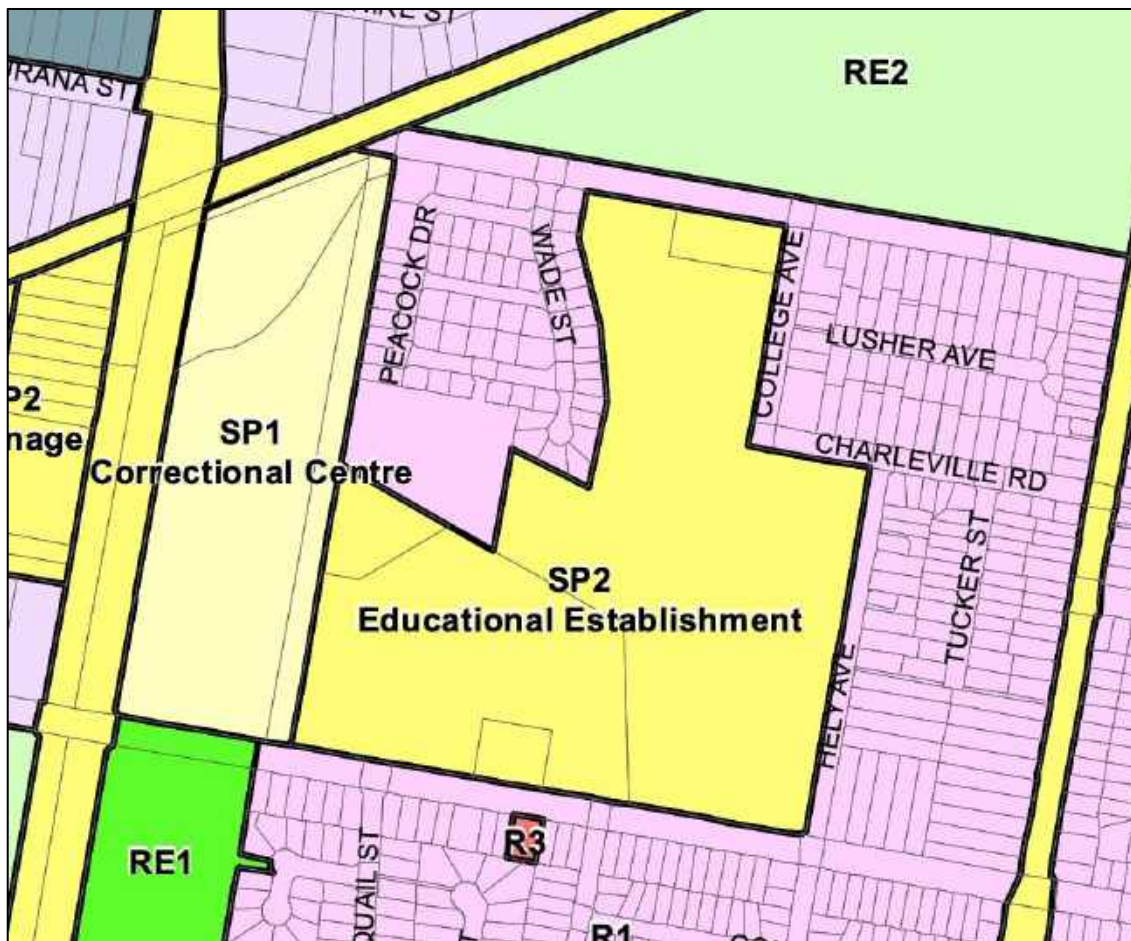 RE2
PEACOCK DR
WADE ST
COLLEGE AVE
LUSHER AVE
SP1
Correctional Centre
CHARLEVILLE RD
SP2
Educational Establishment
TUCKER ST
HELY AVE
RE1
R3
QUAIL ST
R1